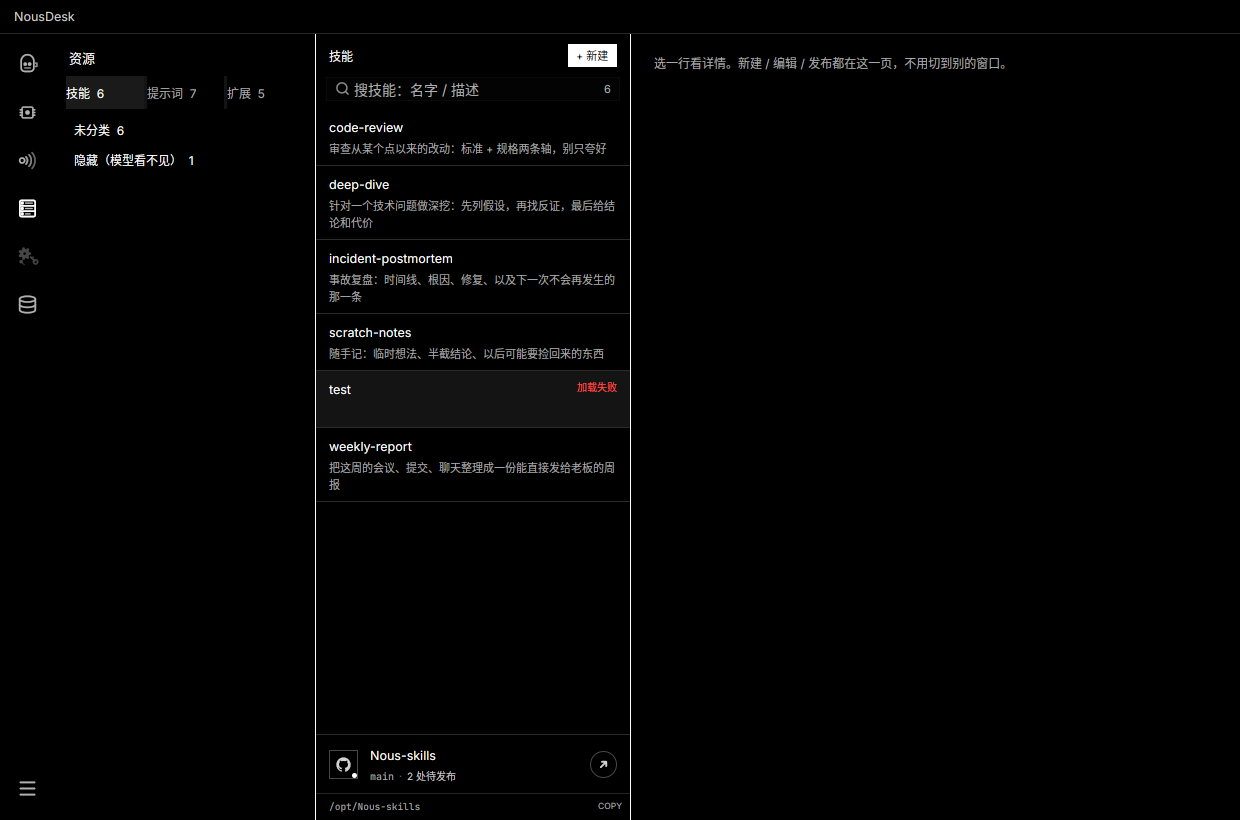 NousDesk
资源
技能 6
提示词 7
扩展 5
未分类 6
隐藏（模型看不见） 1
技能
+ 新建
搜技能：名字 / 描述
6
code-review
审查从某个点以来的改动：标准 + 规格两条轴，别只夸好
deep-dive
针对一个技术问题做深挖：先列假设，再找反证，最后给结
论和代价
incident-postmortem
事故复盘：时间线、根因、修复、以及下一次不会再发生的
那一条
scratch-notes
随手记：临时想法、半截结论、以后可能要捡回来的东西
test
加载失败
weekly-report
把这周的会议、提交、聊天整理成一份能直接发给老板的周
报
Nous-skills
main · 2 处待发布
/opt/Nous-skills
COPY
选一行看详情。新建 / 编辑 / 发布都在这一页，不用切到别的窗口。